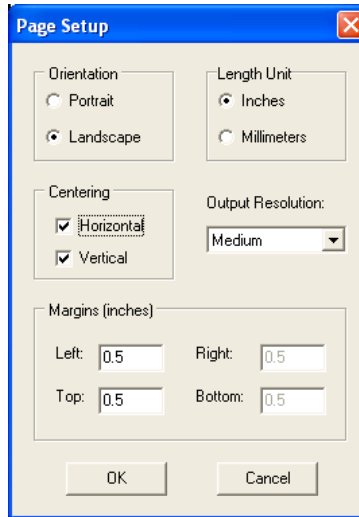 Page Setup
Orientation
Portrait
Landscape
Length Unit
Inches
Millimeters
Centering
Horizontal
Vertical
Output Resolution:
Medium
Margins (inches)
Left: 0.5 Right: 0.5
Top: 0.5 Bottom: 0.5
OK Cancel